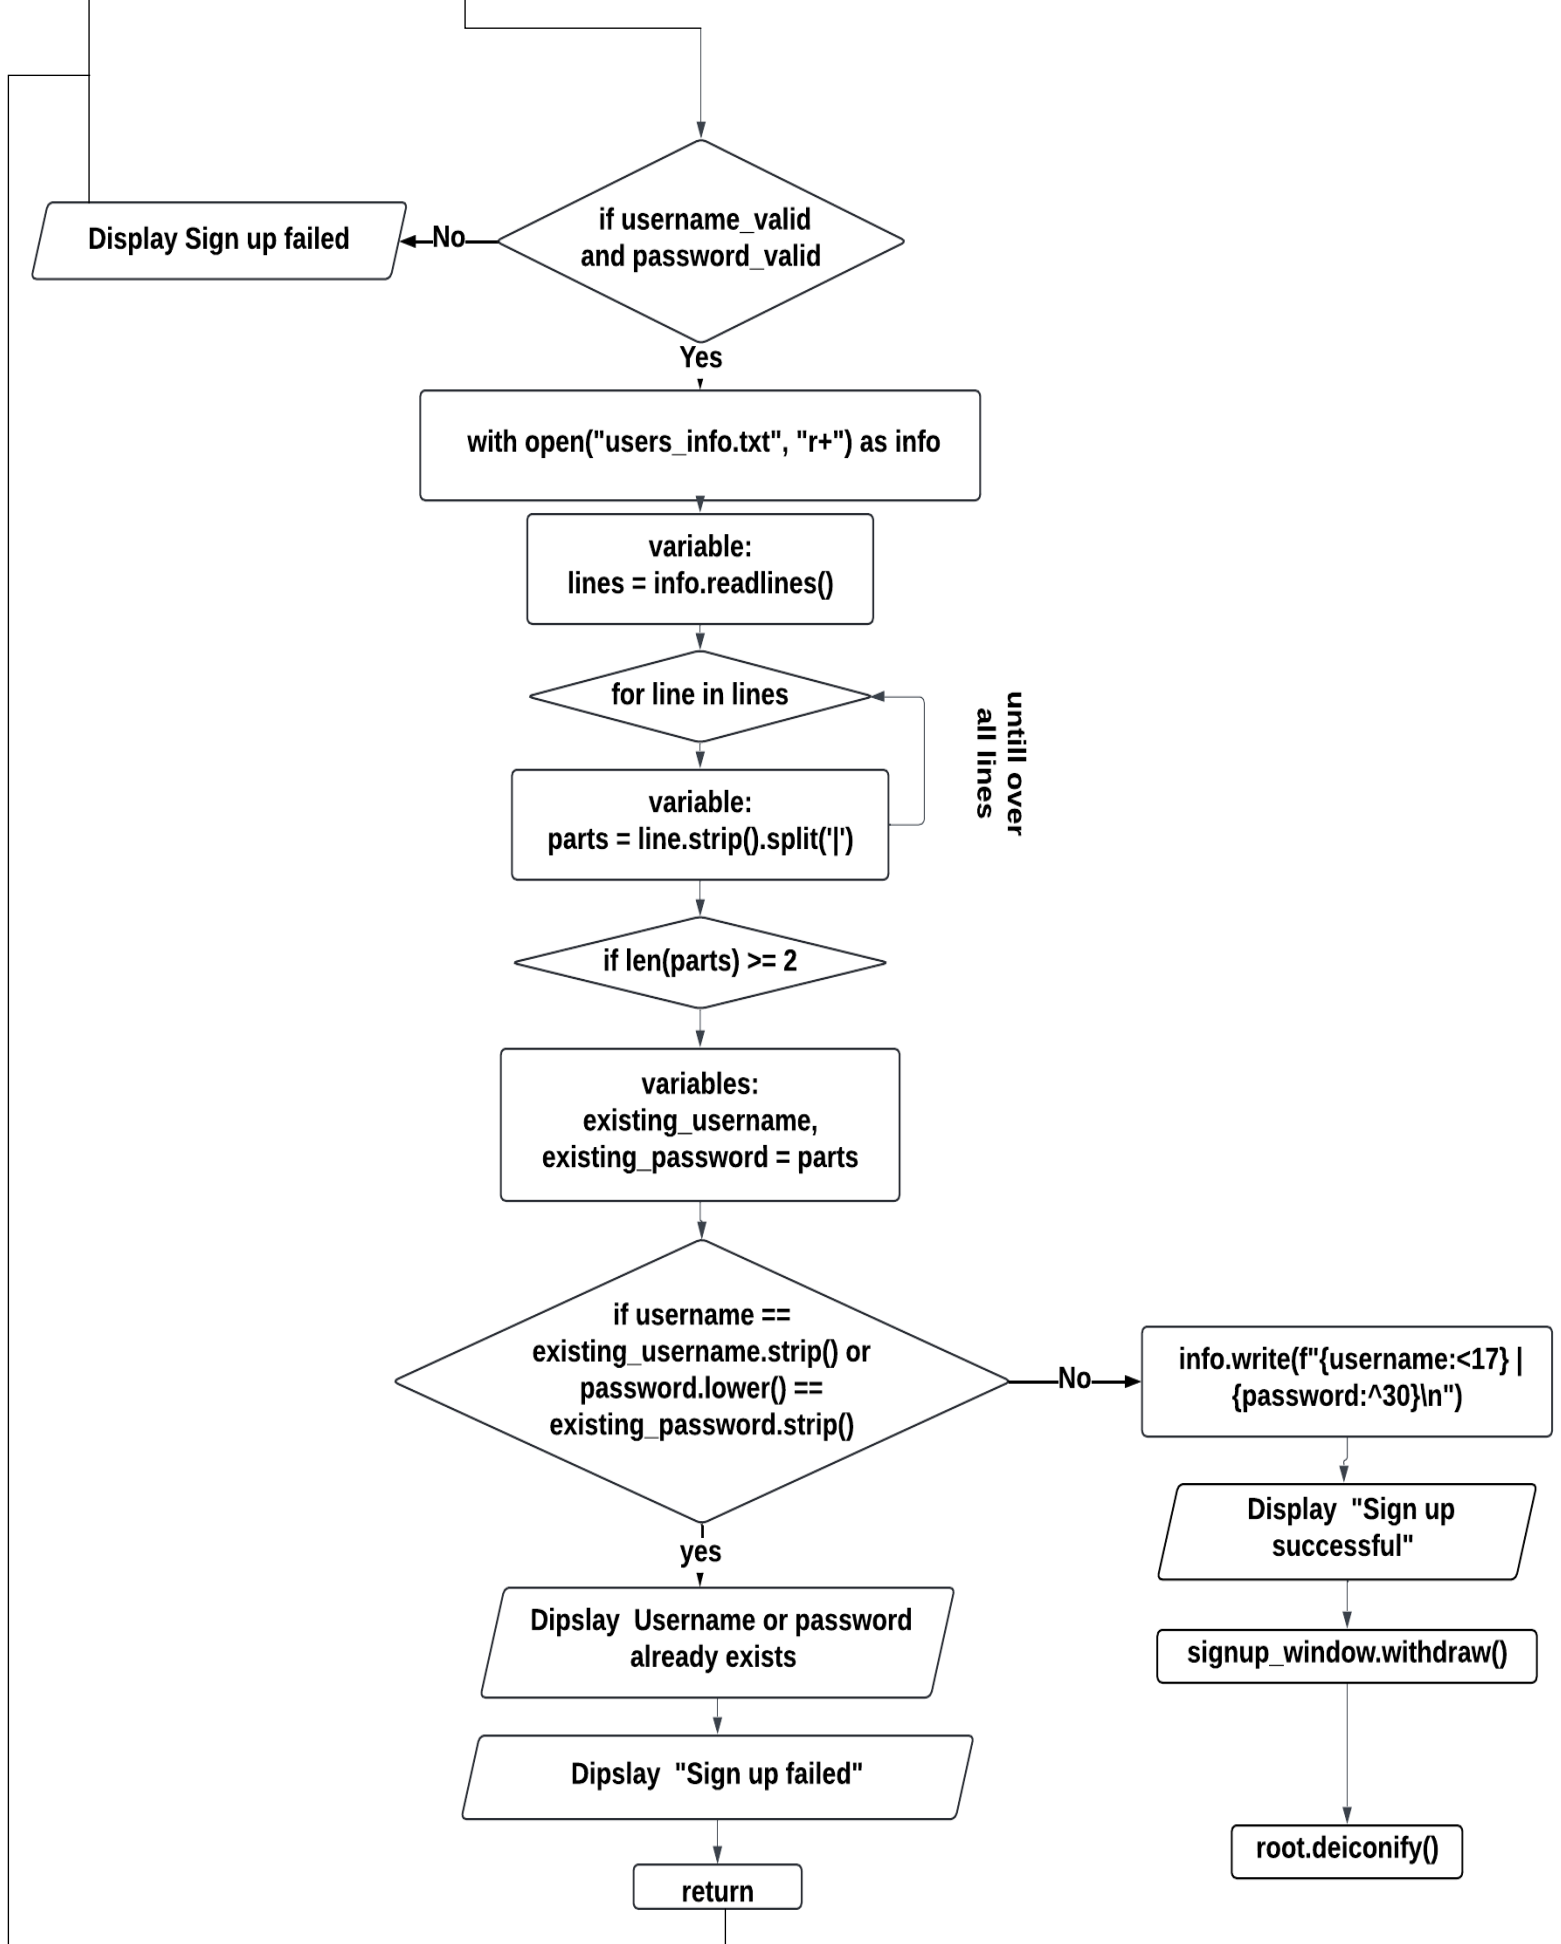 if username_valid
and password_valid
No
Display Sign up failed
Yes
with open("users_info.txt", "r+") as info
variable:
lines = info.readlines()
for line in lines
untill over
all lines
variable:
parts = line.strip().split('|')
if len(parts) >= 2
variables:
existing_username,
existing_password = parts
if username ==
existing_username.strip() or
password.lower() ==
existing_password.strip()
No
info.write(f"{username:<17} |
{password:^30}\n")
Display "Sign up
successful"
signup_window.withdraw()
root.deiconify()
yes
Dipslay Username or password
already exists
Dipslay "Sign up failed"
return